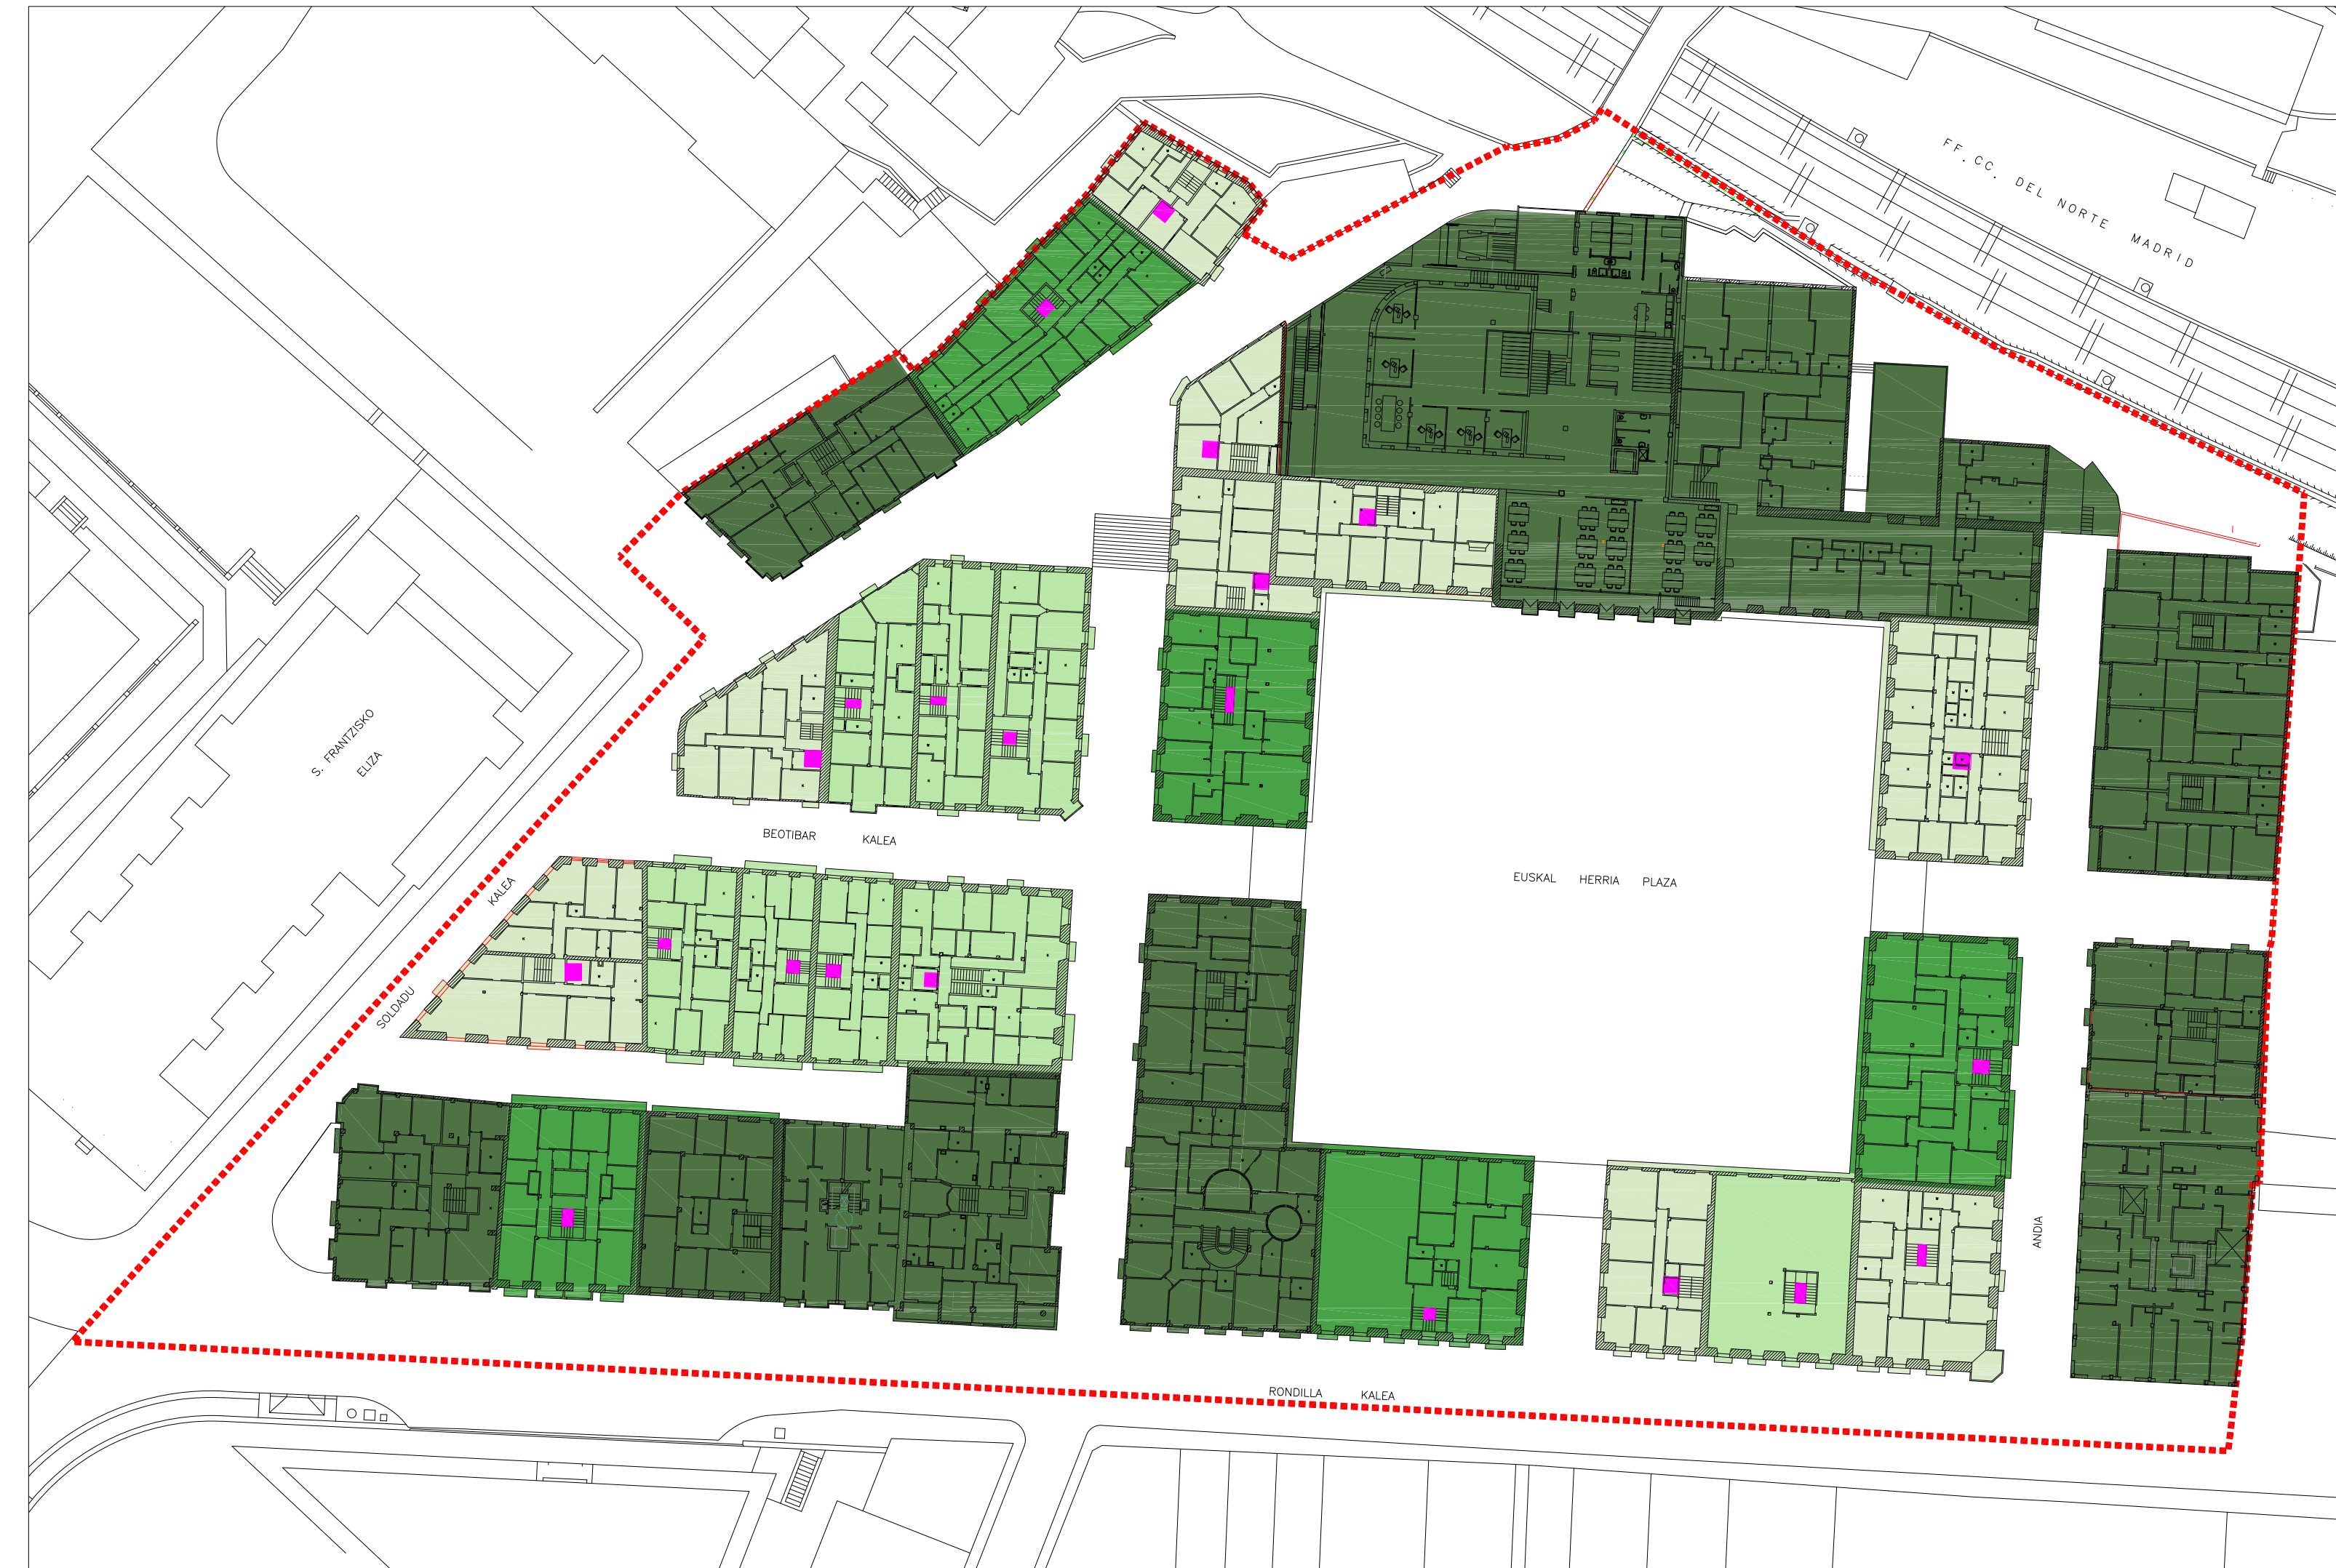 FF. CC. DEL NORTE MADRID
S. FRANTZISKO
ELIZA
BEOTIBAR KALEA
EUSKAL HERRIA PLAZA
SOLDADU KALEA
ANDIA
RONDILLA KALEA